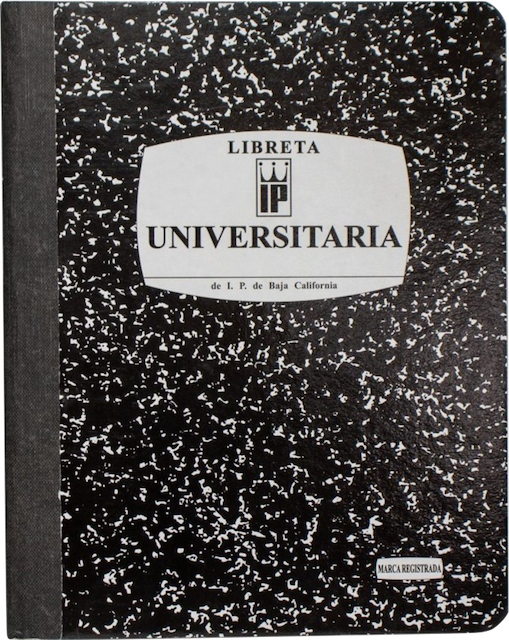 LIBRETA
IP
UNIVERSITARIA
de I. P. de Baja California
MARCA REGISTRADA